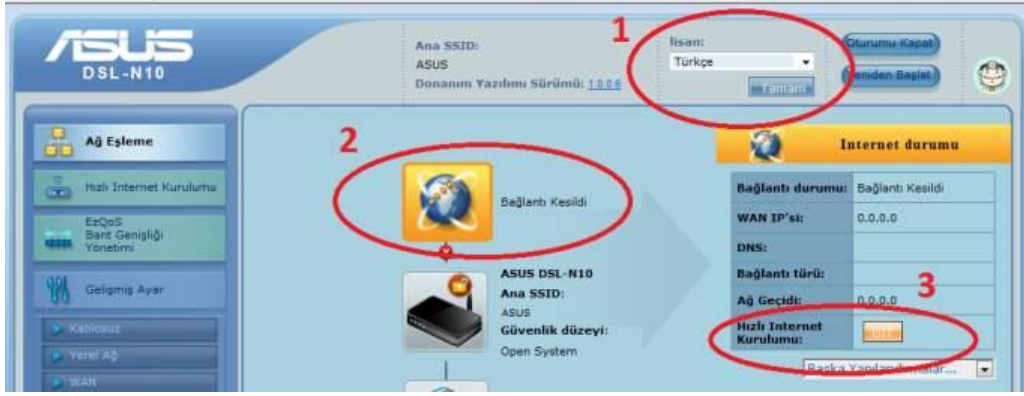 ASUS
DSL-N10
Ana SSID:
ASUS
Donanım Yazılımı Sürümü: 1.0.0.6
1
lisan:
Türkçe
Tamam
Oturumu Kapat
Yeniden Başlat
Ağ Eşleme
Hızlı Internet Kurulumu
EzQoS
Bant Genişliği
Yönetimi
Gelişmiş Ayar
Kablosuz
Yerel Ağ
WAN
2
Bağlantı Kesildi
ASUS DSL-N10
Ana SSID:
ASUS
Güvenlik düzeyi:
Open System
Internet durumu
Bağlantı durumu: Bağlantı Kesildi
WAN IP'si: 0.0.0.0
DNS:
Bağlantı türü:
Ağ Geçidi: 0.0.0.0
3
Hızlı Internet
Kurulumu:
Başka Yapılandırmalar...